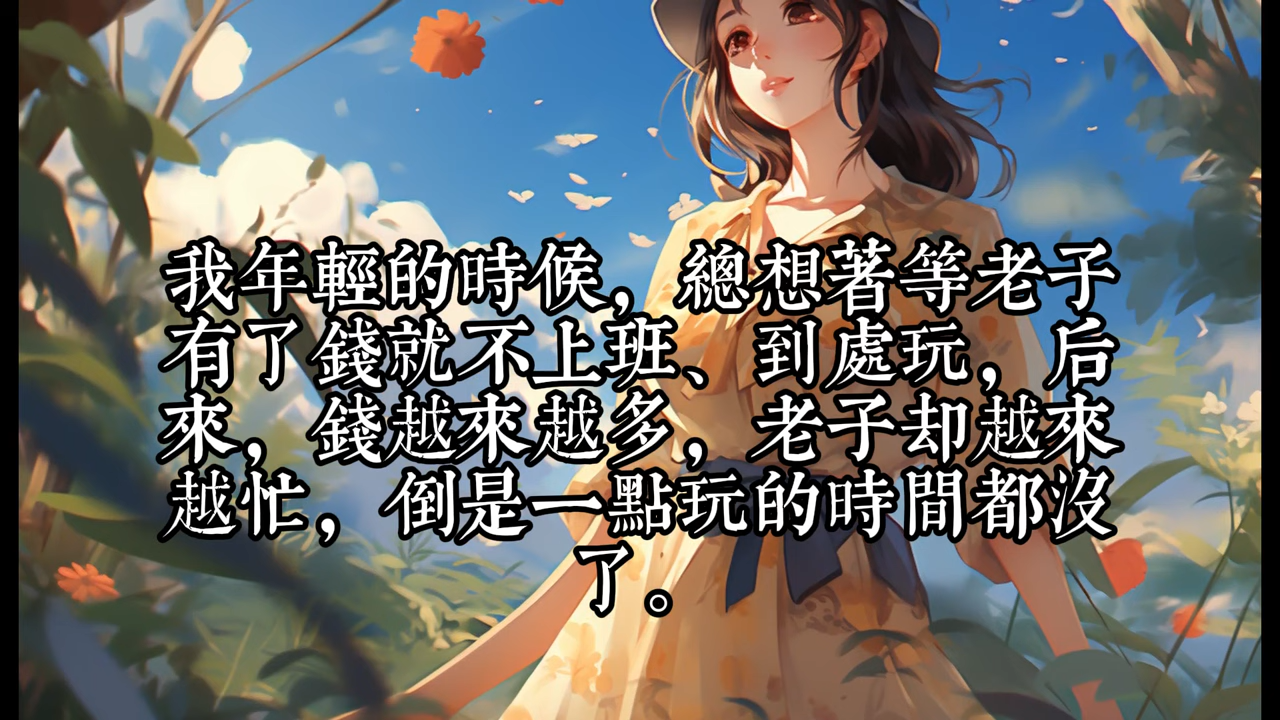 我年輕的時候，總想著等老子
有了錢就不上班、到處玩，后
來，錢越來越多，老子却越來
越忙，倒是一點玩的時間都沒
了。